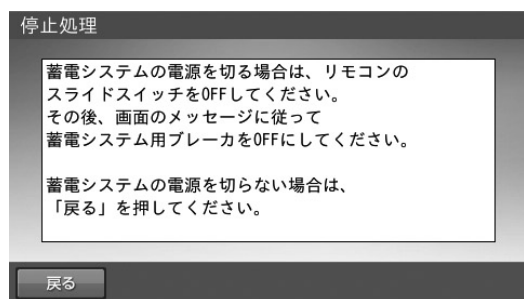 停止処理
蓄電システムの電源を切る場合は、リモコンの
スライドスイッチをOFFしてください。
その後、画面のメッセージに従って
蓄電システム用ブレーカをOFFにしてください。
蓄電システムの電源を切らない場合は、
「戻る」を押してください。
戻る